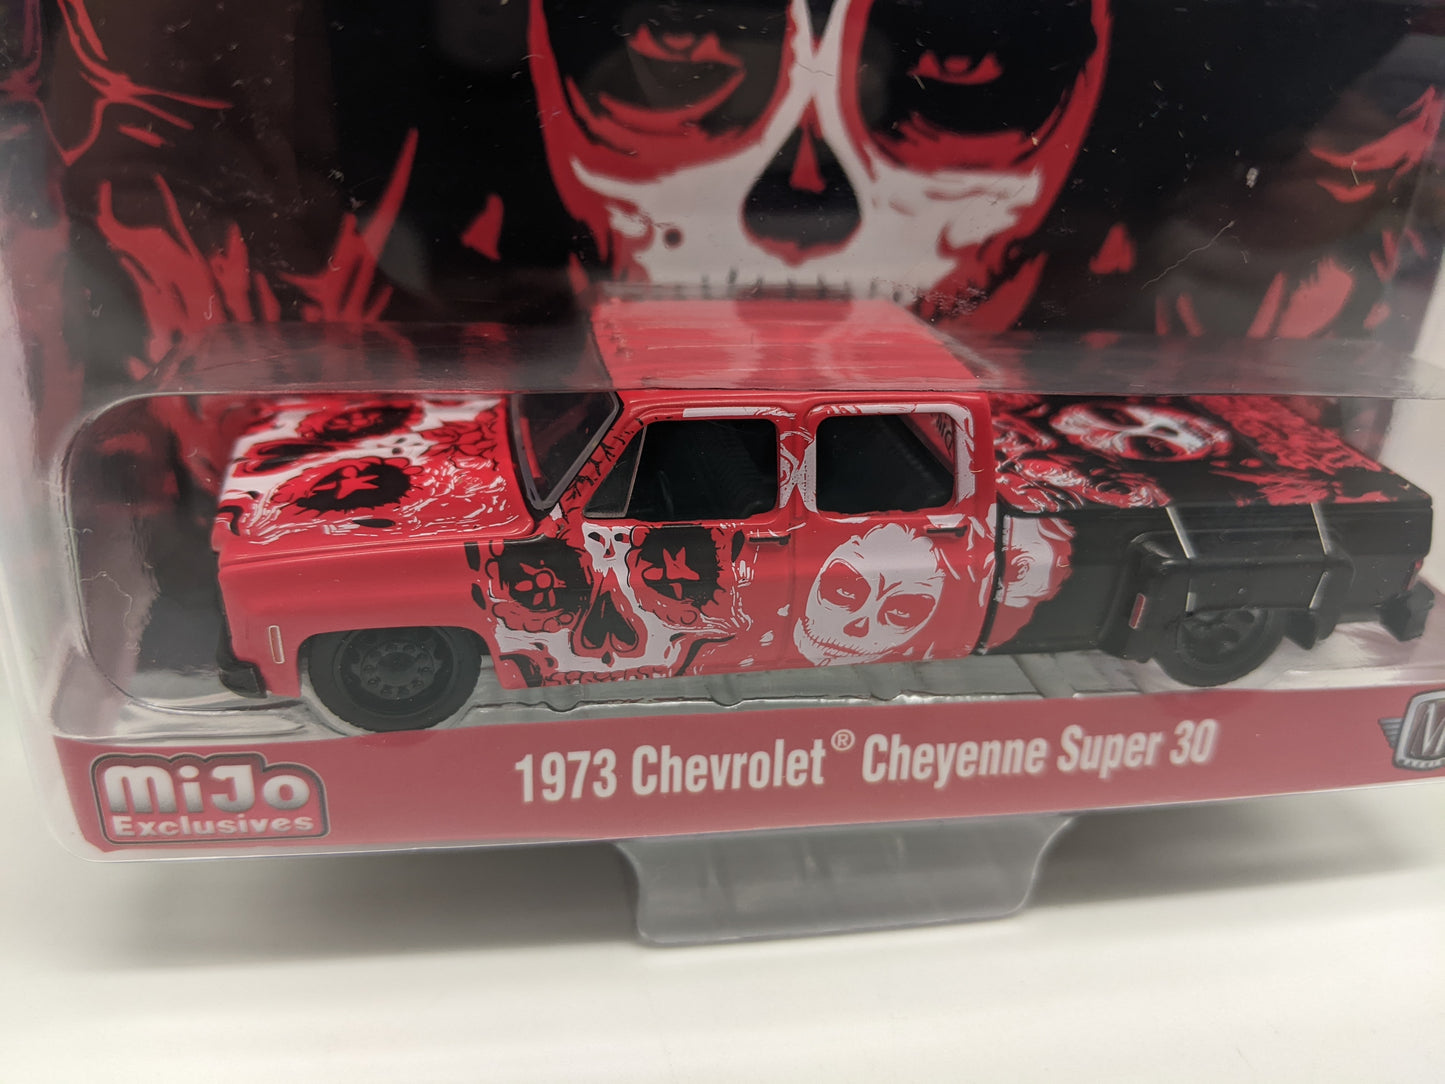 1973 Chevrolet® Cheyenne Super 30
MiJo
Exclusives